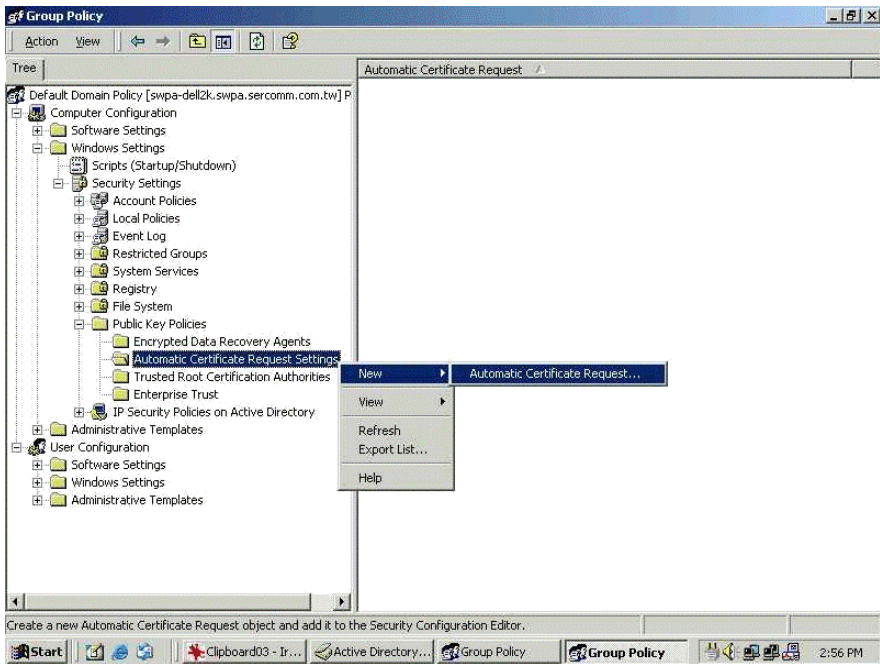 Group Policy
Action View
Tree
Automatic Certificate Request
Default Domain Policy [swpa-dell2k.swpa.sercomm.com.tw] P
Computer Configuration
Software Settings
Windows Settings
Scripts (Startup/Shutdown)
Security Settings
Account Policies
Local Policies
Event Log
Restricted Groups
System Services
Registry
File System
Public Key Policies
Encrypted Data Recovery Agents
Automatic Certificate Request Settings
Trusted Root Certification Authorities
Enterprise Trust
IP Security Policies on Active Directory
Administrative Templates
User Configuration
Software Settings
Windows Settings
Administrative Templates
New
Automatic Certificate Request...
View
Refresh
Export List...
Help
Create a new Automatic Certificate Request object and add it to the Security Configuration Editor.
Start
Clipboard03 - Ir...
Active Directory...
Group Policy
Group Policy
2:56 PM